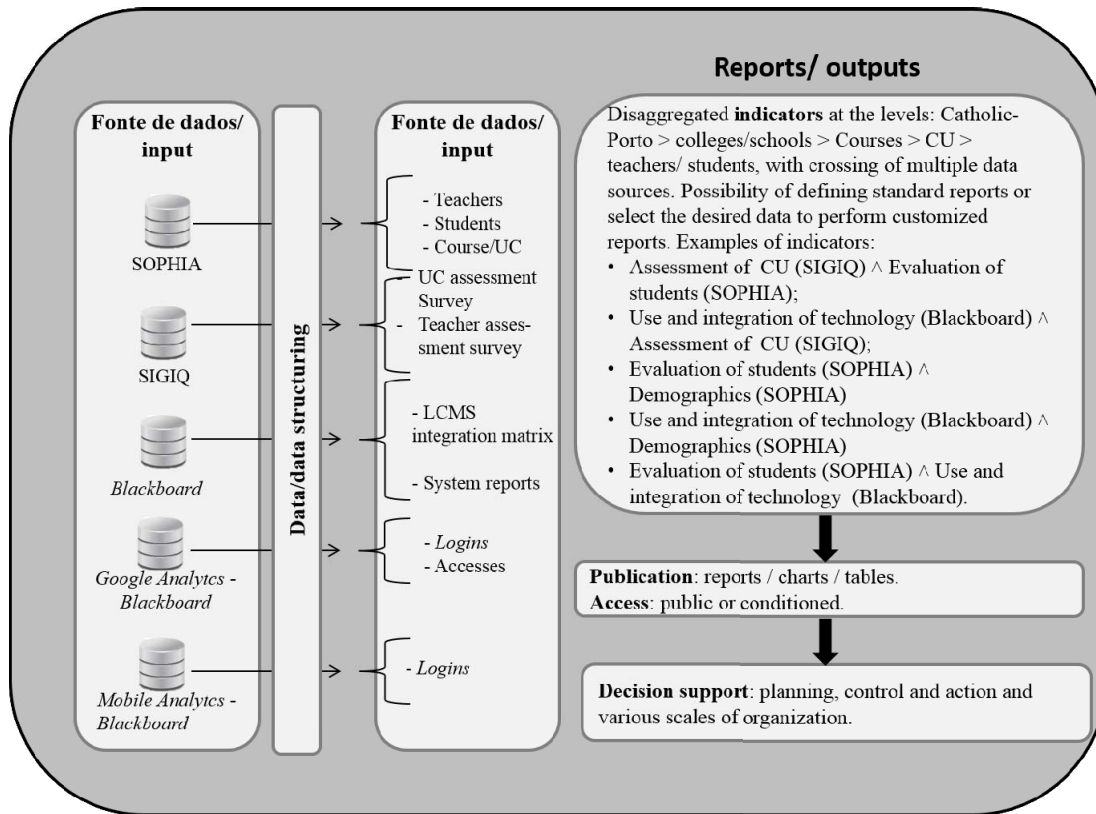 Fonte de dados/
input
SOPHIA
SIGIQ
Blackboard
Google Analytcs -
Blackboard
Mobile Analytics -
Blackboard
Data/data structuring
Fonte de dados/
input
- Teachers
- Students
- Course/UC
- UC assessment
Survey
- Teacher asses-
sment survey
- LCMS
integration matrix
- System reports
- Logins
- Accesses
- Logins
Reports/ outputs
Disaggregated indicators at the levels: Catholic-
Porto > colleges/schools > Courses > CU >
teachers/ students, with crossing of multiple data
sources. Possibility of defining standard reports or
select the desired data to perform customized
reports. Examples of indicators:
• Assessment of CU (SIGIQ) ^ Evaluation of
students (SOPHIA);
• Use and integration of technology (Blackboard) ^
Assessment of CU (SIGIQ);
• Evaluation of students (SOPHIA) ^
Demographics (SOPHIA)
• Use and integration of technology (Blackboard) ^
Demographics (SOPHIA)
• Evaluation of students (SOPHIA) ^ Use and
integration of technology (Blackboard).
Publication: reports / charts / tables.
Access: public or conditioned.
Decision support: planning, control and action and
various scales of organization.